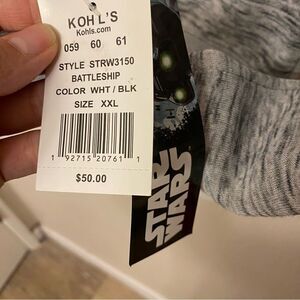 KOHL'S
Kohls.com
059 60 61
STYLE STRW3150
BATTLESHIP
COLOR WHT / BLK
SIZE XXL
1 92715 20761 1
$50.00
STAR
WARS